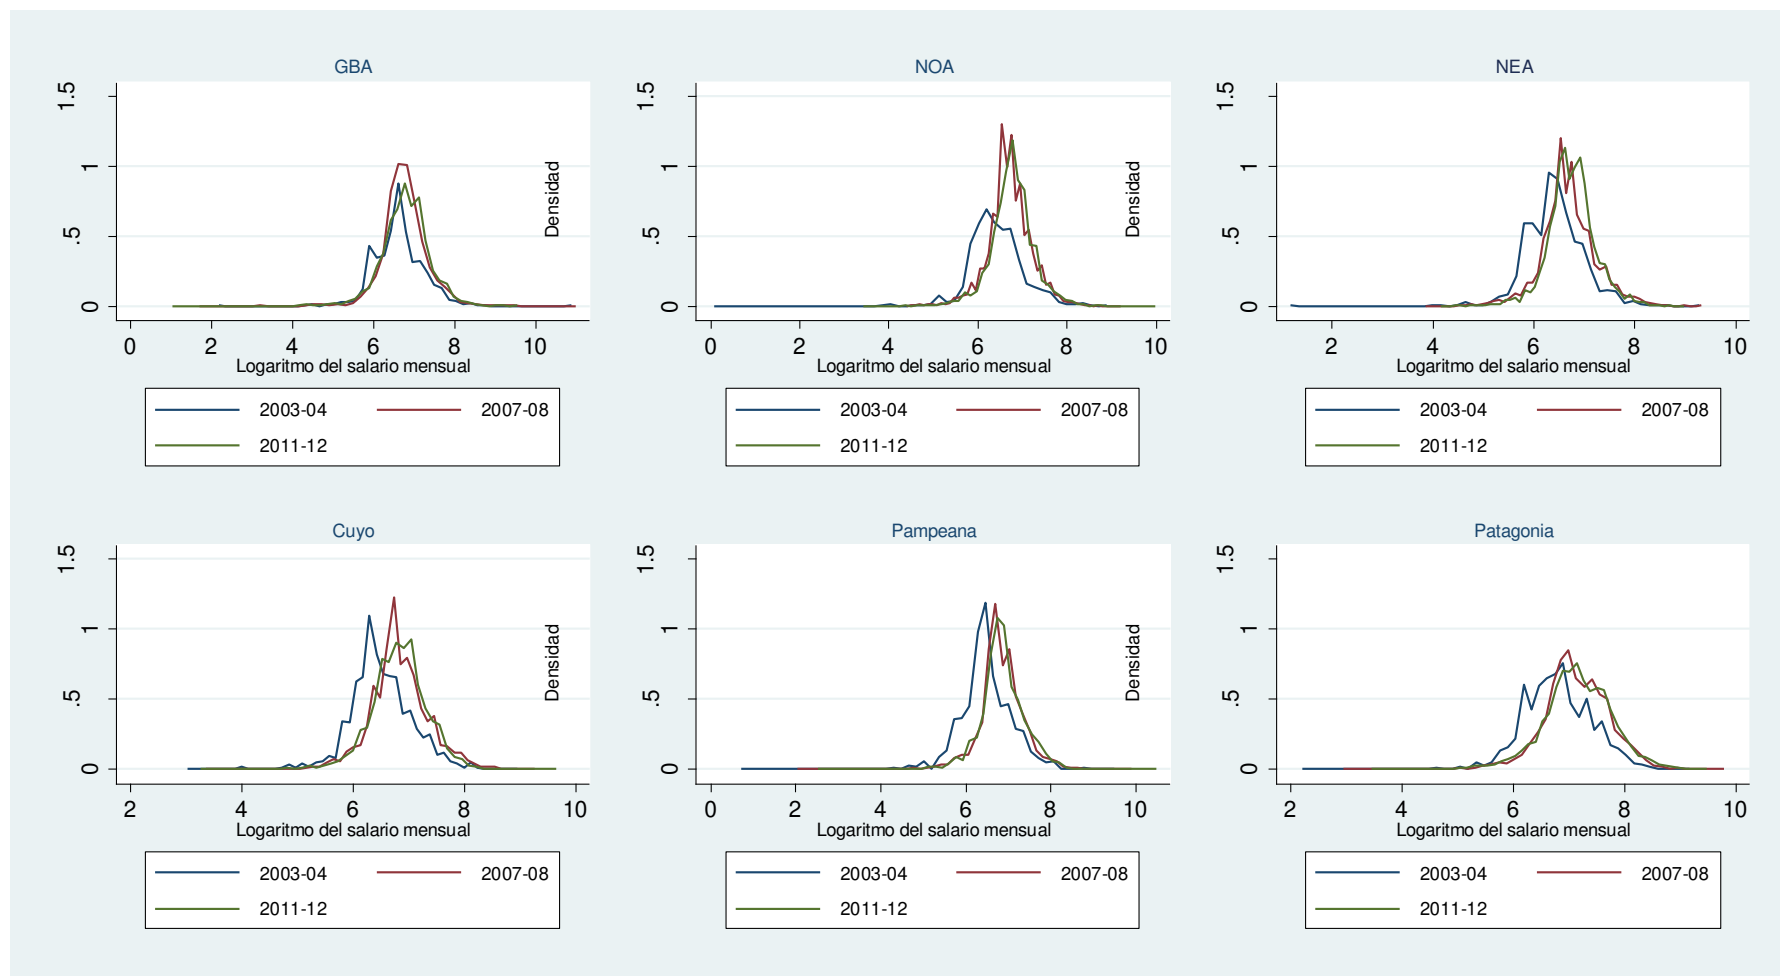 GBA
1.5
1
.5
0
Densidad
0 2 4 6 8 10
Logaritmo del salario mensual
2003-04 2007-08
2011-12
NOA
1.5
1
.5
0
Densidad
0 2 4 6 8 10
Logaritmo del salario mensual
2003-04 2007-08
2011-12
NEA
1.5
1
.5
0
2 4 6 8 10
Logaritmo del salario mensual
2003-04 2007-08
2011-12
Cuyo
1.5
1
.5
0
Densidad
2 4 6 8 10
Logaritmo del salario mensual
2003-04 2007-08
2011-12
Pampeana
1.5
1
.5
0
Densidad
0 2 4 6 8 10
Logaritmo del salario mensual
2003-04 2007-08
2011-12
Patagonia
1.5
1
.5
0
2 4 6 8 10
Logaritmo del salario mensual
2003-04 2007-08
2011-12